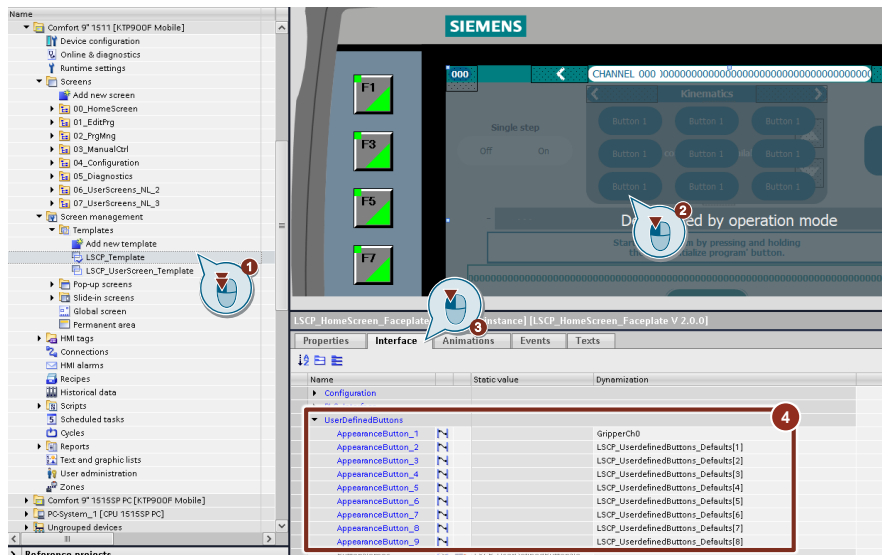 Name
Comfort 9" 1511 [KTP900F Mobile]
Device configuration
Online & diagnostics
Runtime settings
Screens
Add new screen
00_HomeScreen
01_EditPrg
02_PrgMng
03_ManualCtrl
04_Configuration
05_Diagnostics
06_UserScreens_NL_2
07_UserScreens_NL_3
Screen management
Templates
Add new template
LSCP_Template
LSCP_UserScreen_Template
Pop-up screens
Slide-in screens
Global screen
Permanent area
HMI tags
Connections
HMI alarms
Recipes
Historical data
Scripts
Scheduled tasks
Cycles
Reports
Text and graphic lists
User administration
Zones
Comfort 9" 1515SP PC [KTP900F Mobile]
PC-System_1 [CPU 1515SP PC]
Ungrouped devices
Reference projects
1
SIEMENS
F1
F3
F5
F7
000
CHANNEL 000
Kinematics
Single step
Off On
Button 1 Button 1 Button 1
Button 1 Button 1
Button 1 Button 1 Button 1
2
by operation mode
by pressing and holding
program' button.
3
LSCP_HomeScreen_Faceplate [LSCP_HomeScreen_Faceplate V 2.0.0]
Properties Interface Animations Events Texts
Name Static value Dynamization
Configuration
4
UserDefinedButtons
AppearanceButton_1 GripperCh0
AppearanceButton_2 LSCP_UserdefinedButtons_Defaults[1]
AppearanceButton_3 LSCP_UserdefinedButtons_Defaults[2]
AppearanceButton_4 LSCP_UserdefinedButtons_Defaults[3]
AppearanceButton_5 LSCP_UserdefinedButtons_Defaults[4]
AppearanceButton_6 LSCP_UserdefinedButtons_Defaults[5]
AppearanceButton_7 LSCP_UserdefinedButtons_Defaults[6]
AppearanceButton_8 LSCP_UserdefinedButtons_Defaults[7]
AppearanceButton_9 LSCP_UserdefinedButtons_Defaults[8]